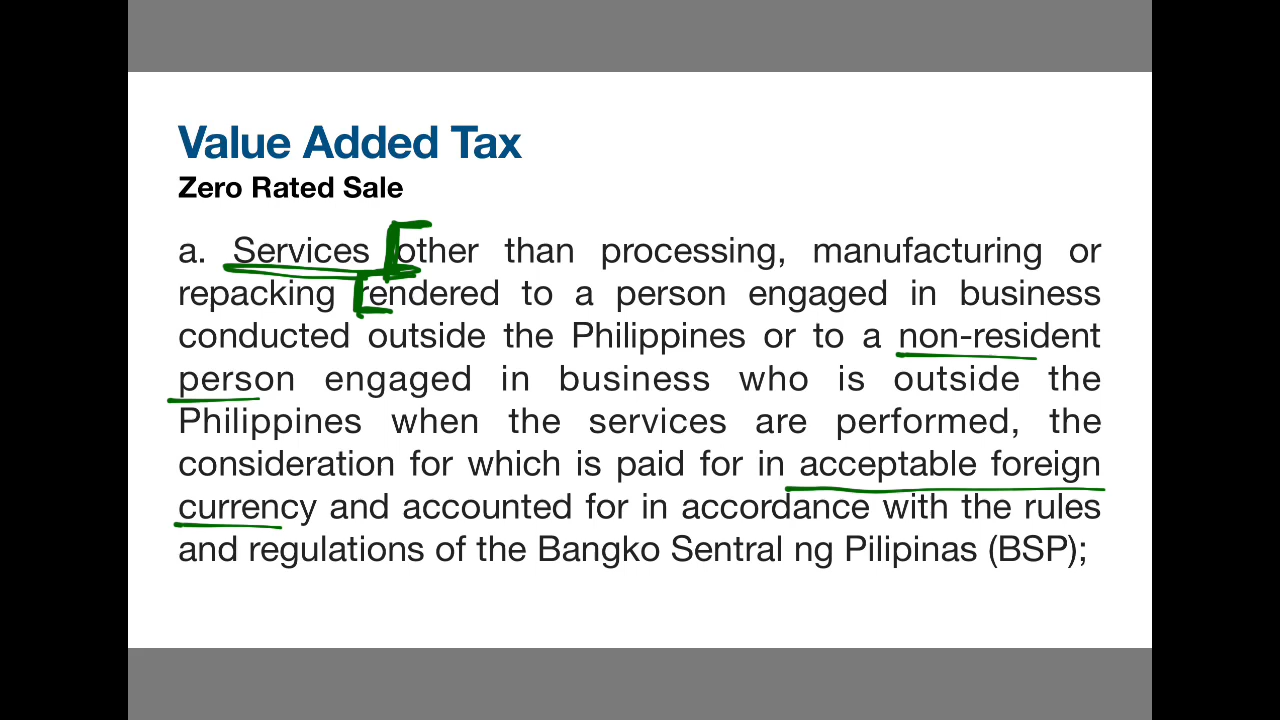 Value Added Tax
Zero Rated Sale
a. Services other than processing, manufacturing or
repacking rendered to a person engaged in business
conducted outside the Philippines or to a non-resident
person engaged in business who is outside the
Philippines when the services are performed, the
consideration for which is paid for in acceptable foreign
currency and accounted for in accordance with the rules
and regulations of the Bangko Sentral ng Pilipinas (BSP);